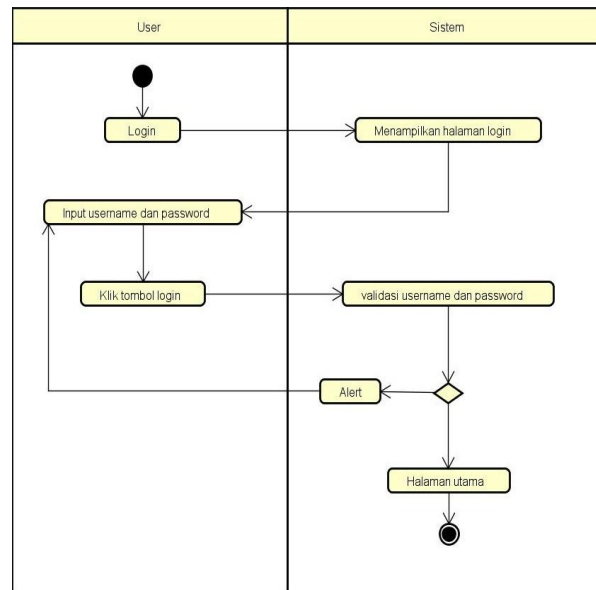 User
Sistem
Login
Menampilkan halaman login
Input username dan password
Klik tombol login
validasi username dan password
Alert
Halaman utama